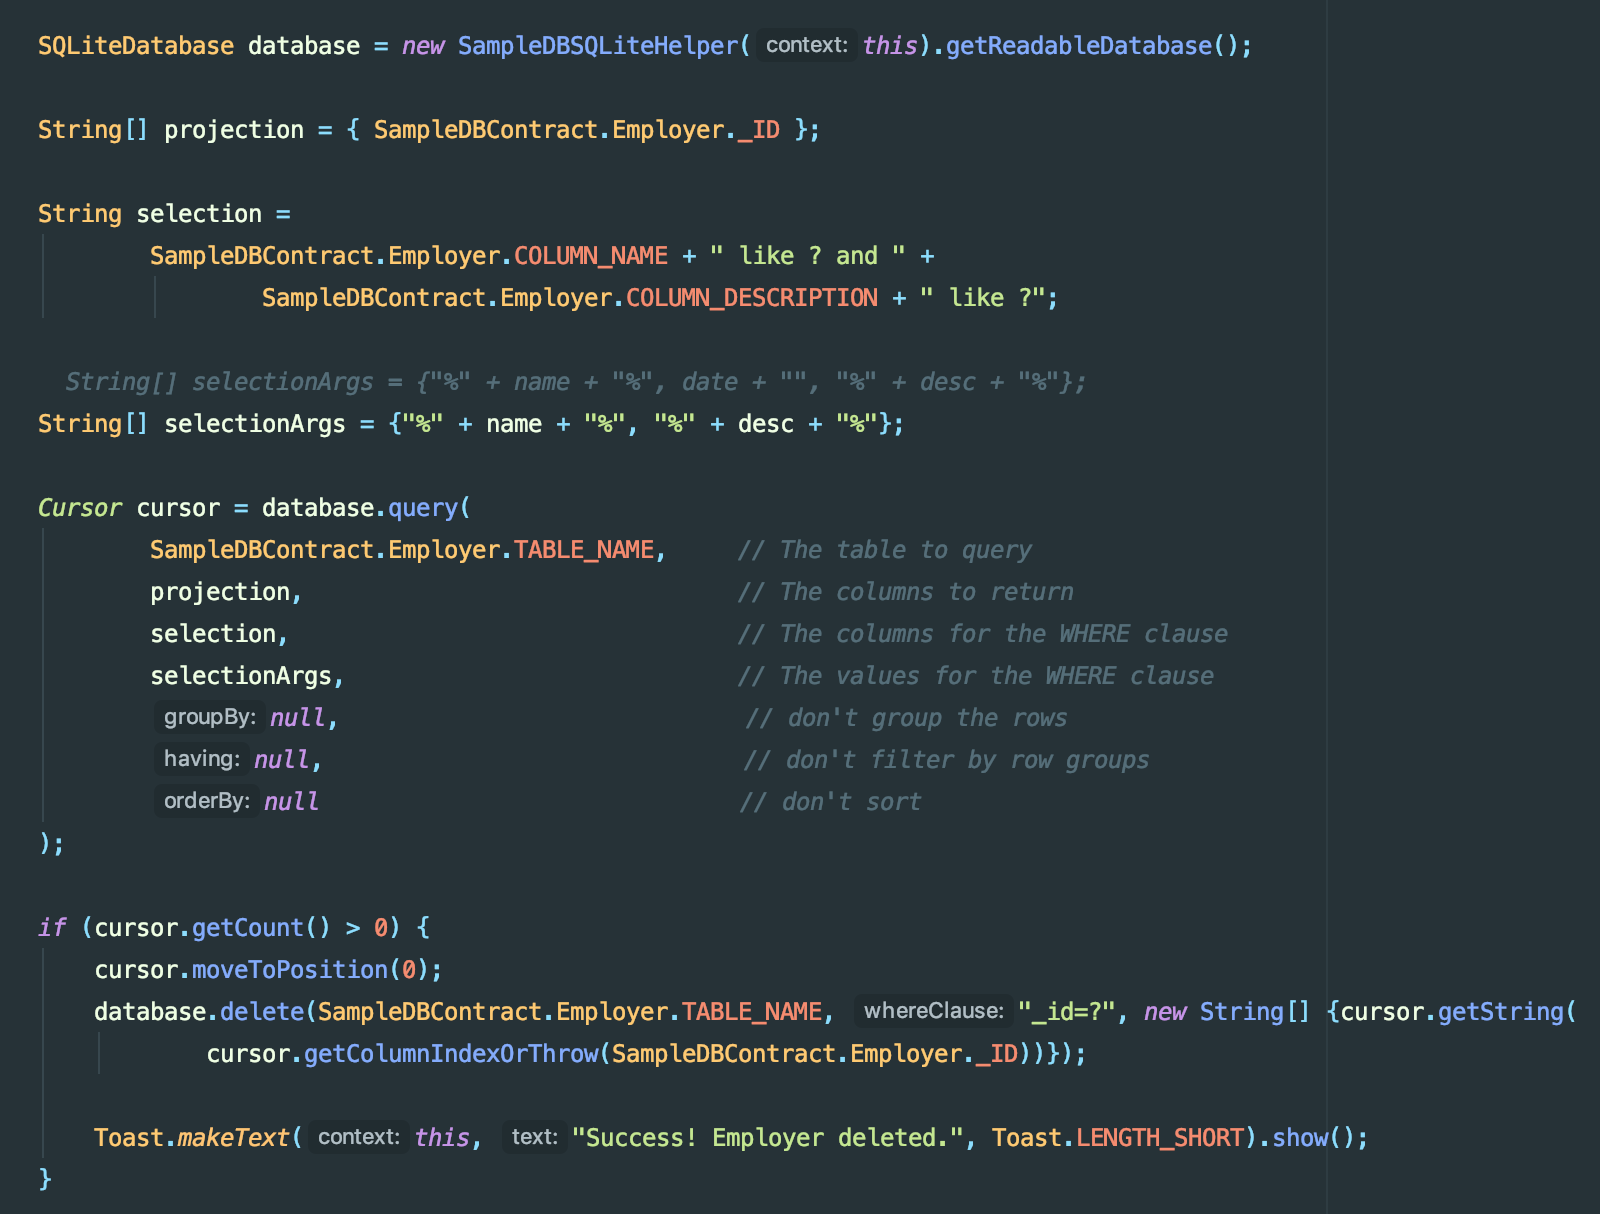 SQLiteDatabase database = new SampleDBSQLiteHelper( context: this).getReadableDatabase();
String[] projection = { SampleDBContract.Employer._ID };
String selection =
SampleDBContract.Employer.COLUMN_NAME + " like ? and " +
SampleDBContract.Employer.COLUMN_DESCRIPTION + " like ?";
String[] selectionArgs = {"%" + name + "%", date + "", "%" + desc + "%"};
String[] selectionArgs = {"%" + name + "%", "%" + desc + "%"};
Cursor cursor = database.query(
SampleDBContract.Employer.TABLE_NAME, // The table to query
projection, // The columns to return
selection, // The columns for the WHERE clause
selectionArgs, // The values for the WHERE clause
groupBy: null, // don't group the rows
having: null, // don't filter by row groups
orderBy: null // don't sort
);
if (cursor.getCount() > 0) {
cursor.moveToPosition(0);
database.delete(SampleDBContract.Employer.TABLE_NAME, whereClause: "_id=?", new String[] {cursor.getString(
cursor.getColumnIndexOrThrow(SampleDBContract.Employer._ID))});
Toast.makeText( context: this, text: "Success! Employer deleted.", Toast.LENGTH_SHORT).show();
}